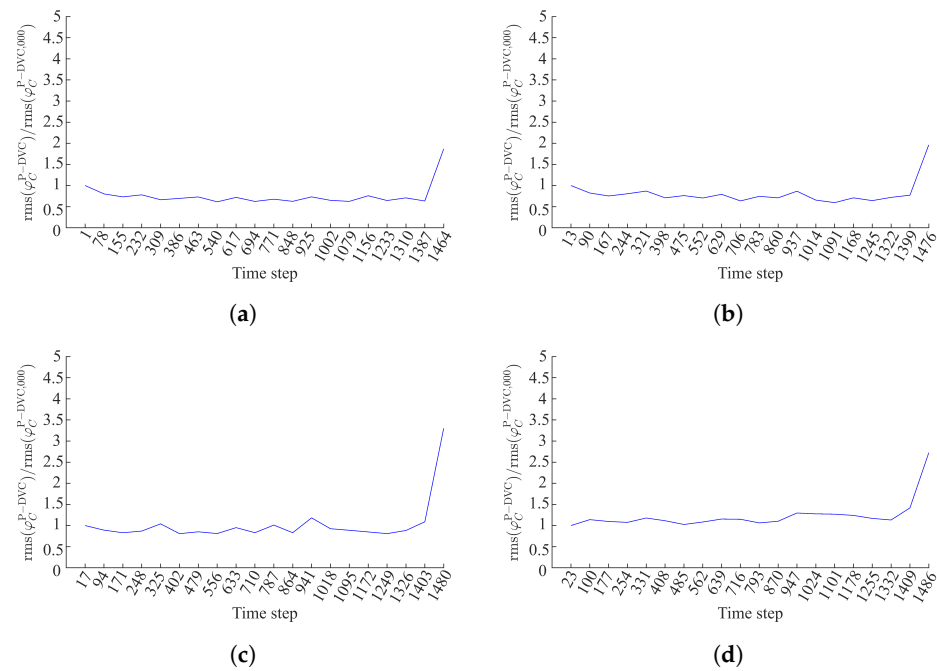 rms(φ_C^{P−DVC})/rms(φ_C^{P−DVC,000})
5
4.5
4
3.5
3
2.5
2
1.5
1
0.5
0
1 78 155 232 309 386 463 540 617 694 771 848 925 1002 1079 1156 1233 1310 1387 1464
Time step
(a)
rms(φ_C^{P−DVC})/rms(φ_C^{P−DVC,000})
5
4.5
4
3.5
3
2.5
2
1.5
1
0.5
0
13 90 167 244 321 398 475 552 629 706 783 860 937 1014 1091 1168 1245 1322 1399 1476
Time step
(b)
rms(φ_C^{P−DVC})/rms(φ_C^{P−DVC,000})
5
4.5
4
3.5
3
2.5
2
1.5
1
0.5
0
17 94 171 248 325 402 479 556 633 710 787 864 941 1018 1095 1172 1249 1326 1403 1480
Time step
(c)
rms(φ_C^{P−DVC})/rms(φ_C^{P−DVC,000})
5
4.5
4
3.5
3
2.5
2
1.5
1
0.5
0
23 100 177 254 331 408 485 562 639 716 793 870 947 1024 1101 1178 1255 1332 1409 1486
Time step
(d)